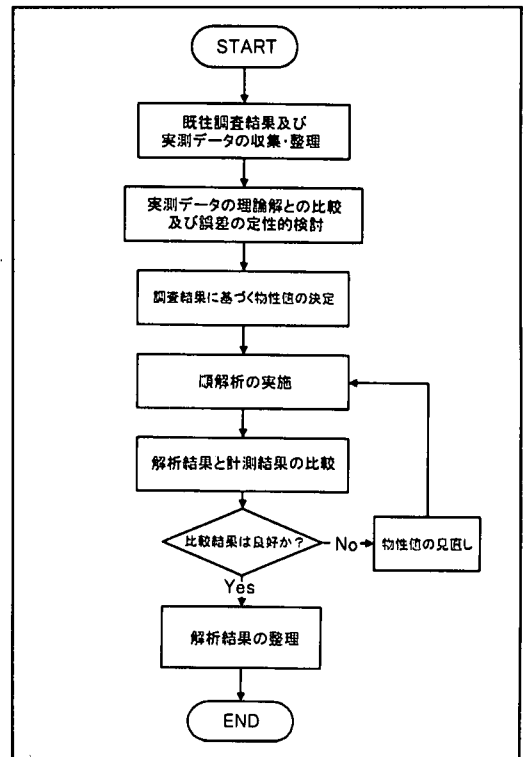 START
既往調査結果及び
実測データの収集・整理
実測データの理論解との比較
及び誤差の定性的検討
調査結果に基づく物性値の決定
順解析の実施
解析結果と計測結果の比較
比較結果は良好か?
No
物性値の見直し
Yes
解析結果の整理
END